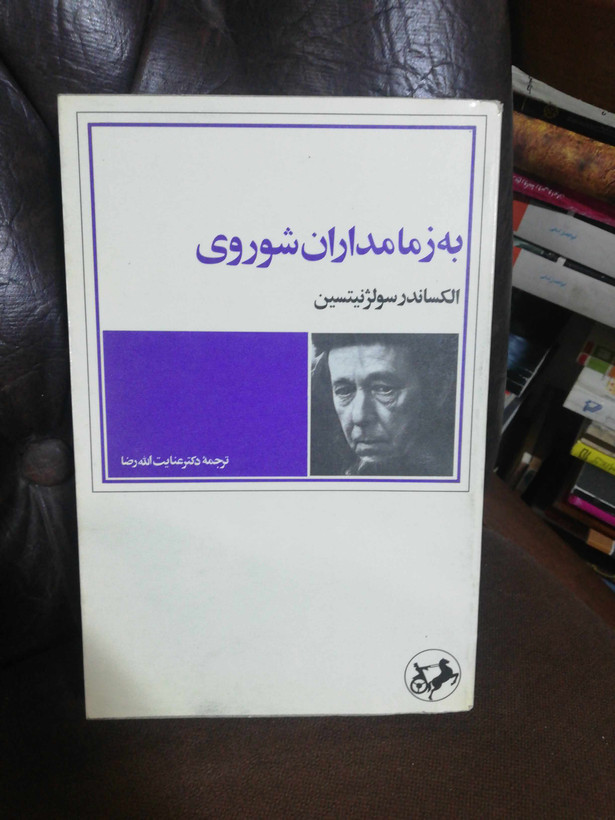 به زمامداران شوروی
الکساندر سولژنیتسین
ترجمهٔ دکتر عنایت الله رضا